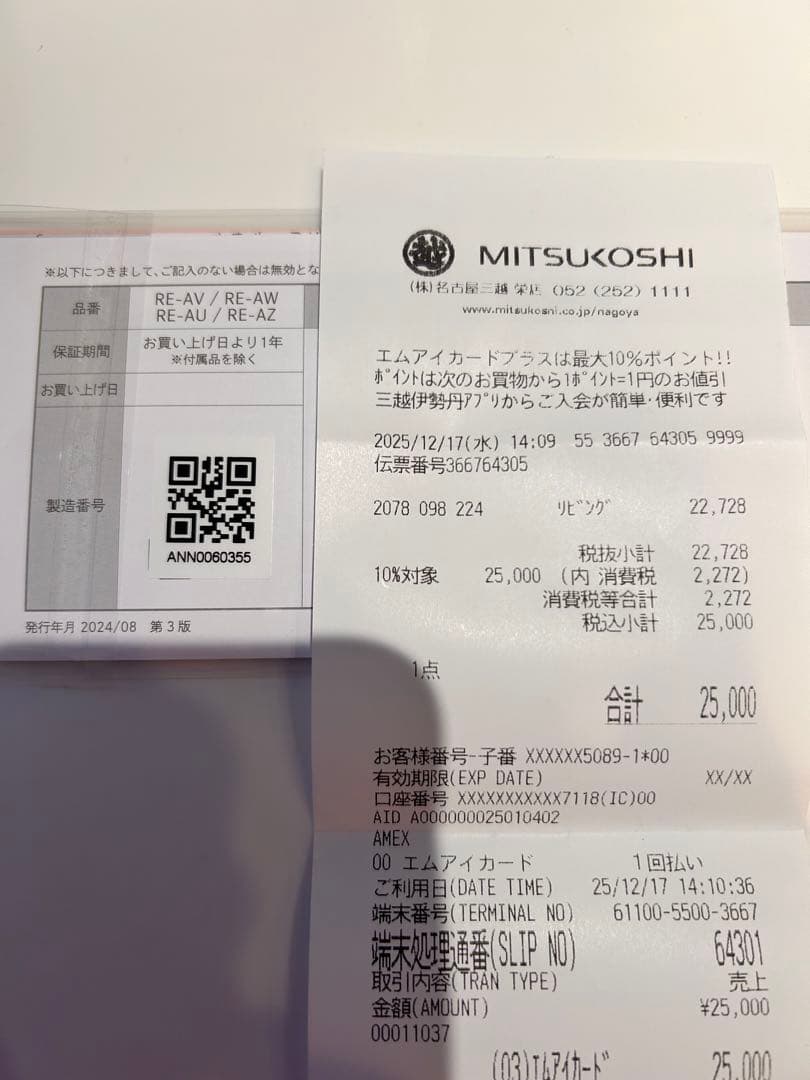 ※以下につきまして、ご記入のない場合は無効とな
品番
RE-AV / RE-AW
RE-AU / RE-AZ
保証期間
お買い上げ日より1年
※付属品を除く
お買い上げ日
製造番号
ANN0060355
発行年月 2024/08 第3版
越 MITSUKOSHI
(株)名古屋三越 栄店 052 (252) 1111
www.mitsukoshi.co.jp/nagoya
エムアイカードプラスは最大10%ポイント!!
ﾎﾟｲﾝﾄは次のお買物から1ﾎﾟｲﾝﾄ=1円のお値引
三越伊勢丹ｱﾌﾟﾘからご入会が簡単･便利です
2025/12/17(水) 14:09 55 3667 64305 9999
伝票番号366764305
2078 098 224 ﾘﾋﾞﾝｸﾞ 22,728
税抜小計 22,728
10%対象 25,000 (内 消費税 2,272)
消費税等合計 2,272
税込小計 25,000
1点
合計 25,000
お客様番号-子番 XXXXXX5089-1*00
有効期限(EXP DATE) XX/XX
口座番号 XXXXXXXXXXX7118(IC)00
AID A000000025010402
AMEX
00 エムアイカード 1回払い
ご利用日(DATE TIME) 25/12/17 14:10:36
端末番号(TERMINAL NO) 61100-5500-3667
端末処理通番(SLIP NO) 64301
取引内容(TRAN TYPE) 売上
金額(AMOUNT) ¥25,000
00011037
(03)ｴﾑｱｲｶｰﾄﾞ 25,000